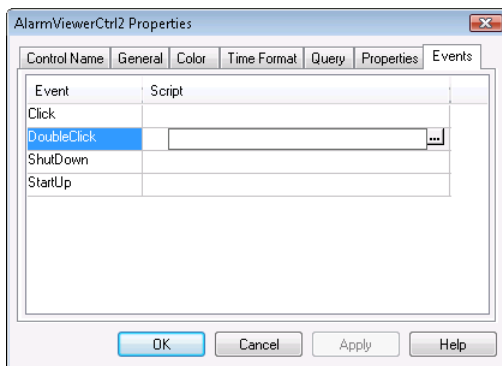 AlarmViewerCtrl2 Properties
Control Name General Color Time Format Query Properties Events
Event Script
Click
DoubleClick ...
ShutDown
StartUp
OK Cancel Apply Help